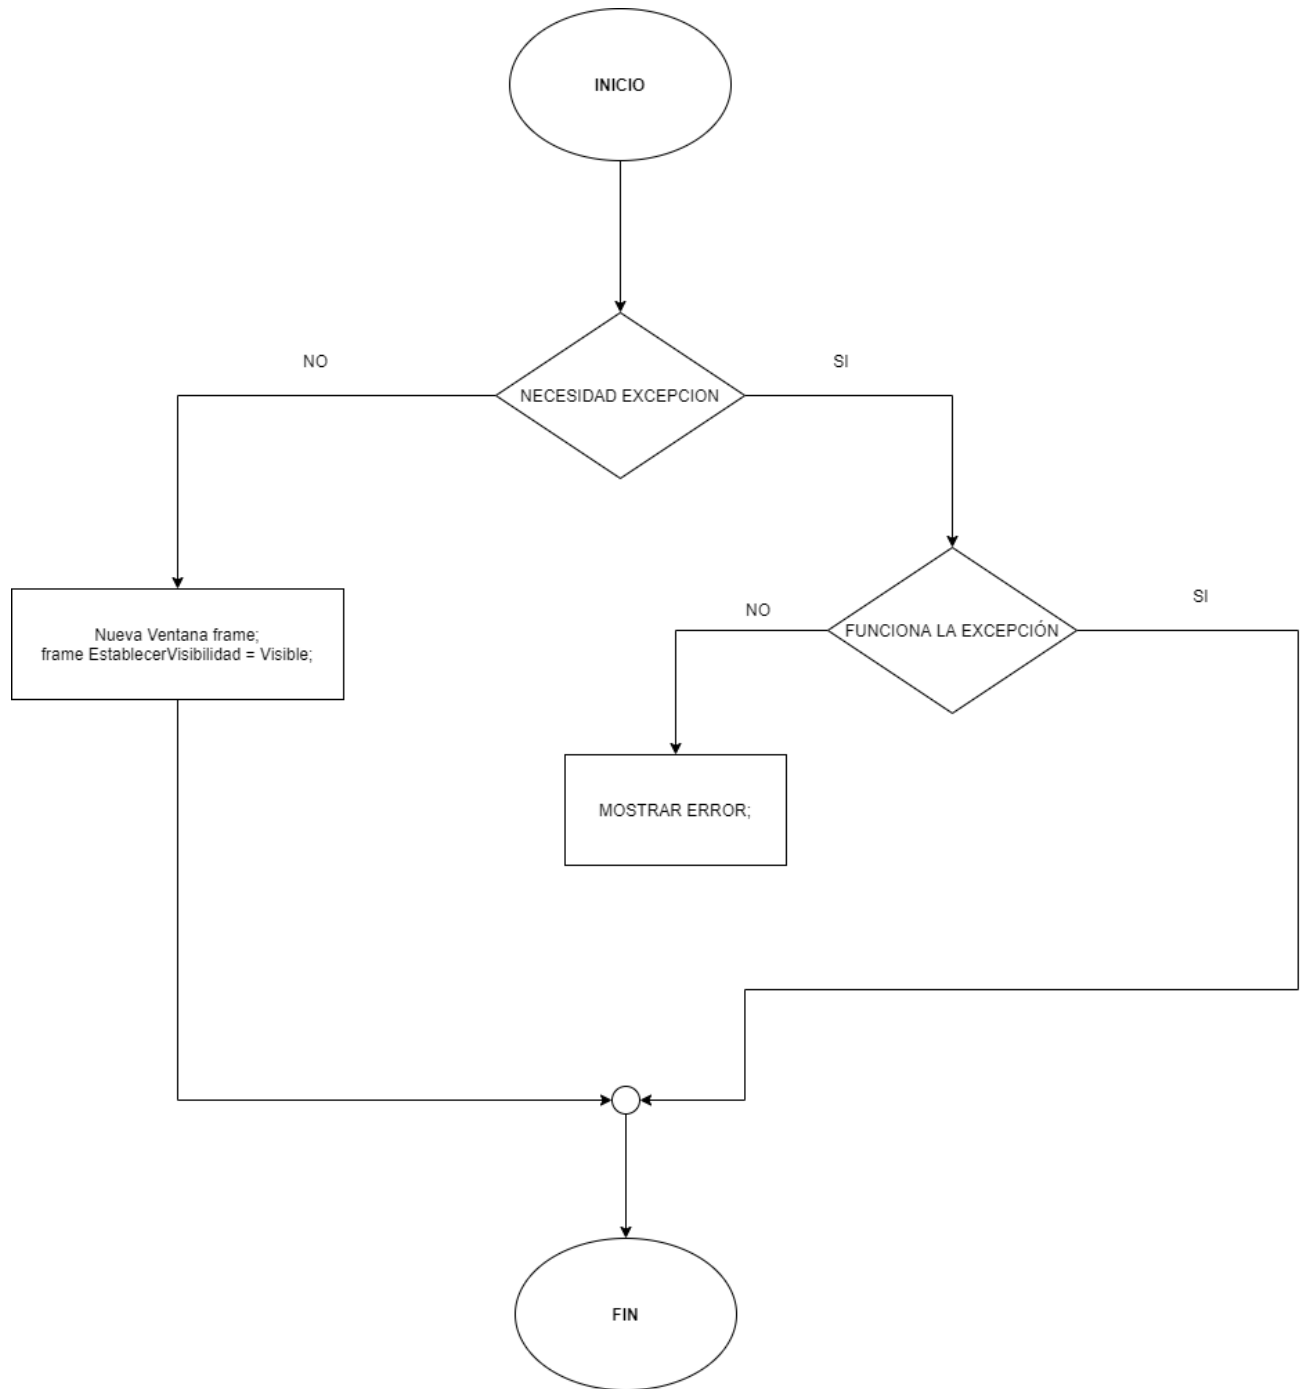 INICIO
NO
SI
NECESIDAD EXCEPCION
Nueva Ventana frame;
frame EstablecerVisibilidad = Visible;
NO
SI
FUNCIONA LA EXCEPCIÓN
MOSTRAR ERROR;
FIN